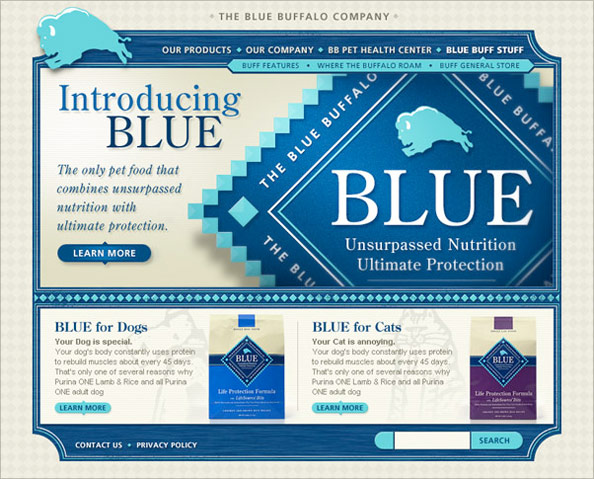 THE BLUE BUFFALO COMPANY
OUR PRODUCTS OUR COMPANY BB PET HEALTH CENTER BLUE BUFF STUFF
BUFF FEATURES • WHERE THE BUFFALO ROAM • BUFF GENERAL STORE
Introducing
BLUE
The only pet food that
combines unsurpassed
nutrition with
ultimate protection.
LEARN MORE
THE BLUE BUFFALO
BUFFALO
THE BLU
BLUE
Unsurpassed Nutrition
Ultimate Protection
BLUE for Dogs
Your Dog is special.
Your dog's body constantly uses protein
to rebuild muscles about every 45 days.
That's only one of several reasons why
Purina ONE Lamb & Rice and all Purina
ONE adult dog
LEARN MORE
BLUE
Life Protection Formula
BLUE for Cats
Your Cat is annoying.
Your dog's body constantly uses protein
to rebuild muscles about every 45 days.
That's only one of several reasons why
Purina ONE Lamb & Rice and all Purina
ONE adult dog
LEARN MORE
BLUE
Life Protection Formula
CONTACT US • PRIVACY POLICY
SEARCH